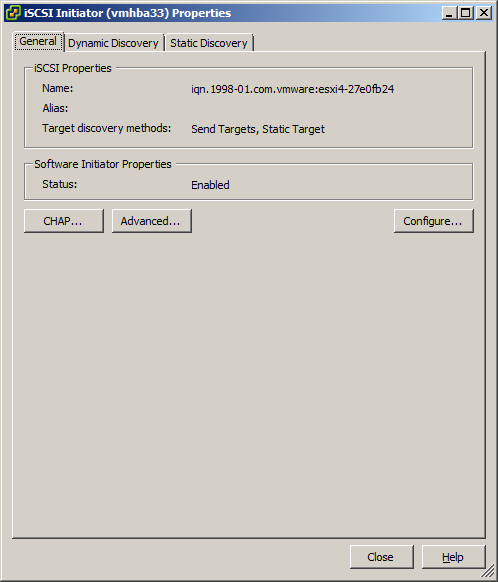 iSCSI Initiator (vmhba33) Properties
General Dynamic Discovery Static Discovery
iSCSI Properties
Name: iqn.1998-01.com.vmware:esxi4-27e0fb24
Alias:
Target discovery methods: Send Targets, Static Target
Software Initiator Properties
Status: Enabled
CHAP... Advanced... Configure...
Close Help